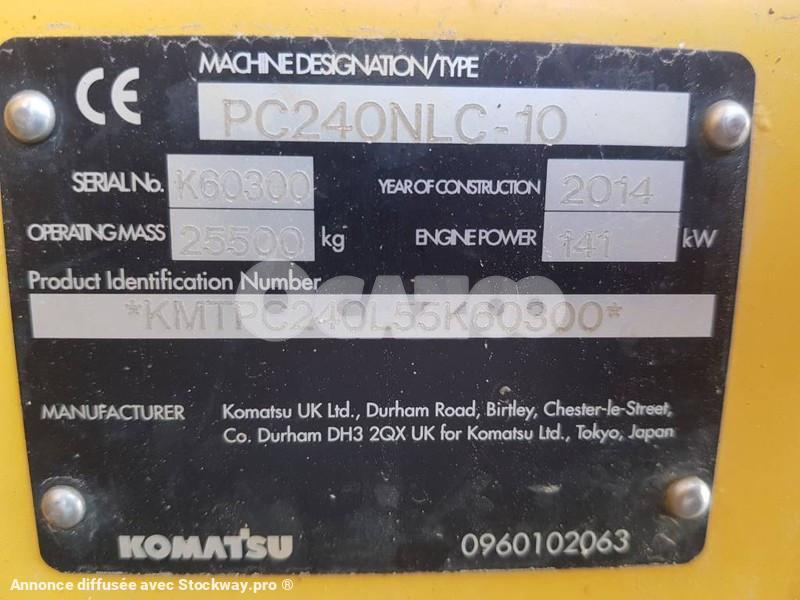 CE
MACHINE DESIGNATION/TYPE
PC240NLC-10
SERIAL No. K60300 YEAR OF CONSTRUCTION 2014
OPERATING MASS 25500 kg ENGINE POWER 141 kW
Product Identification Number
*KMTPC240L55K60300*
OCAZOO
MANUFACTURER Komatsu UK Ltd., Durham Road, Birtley, Chester-le-Street,
Co. Durham DH3 2QX UK for Komatsu Ltd., Tokyo, Japan
KOMATSU 0960102063
Annonce diffusée avec Stockway.pro ®